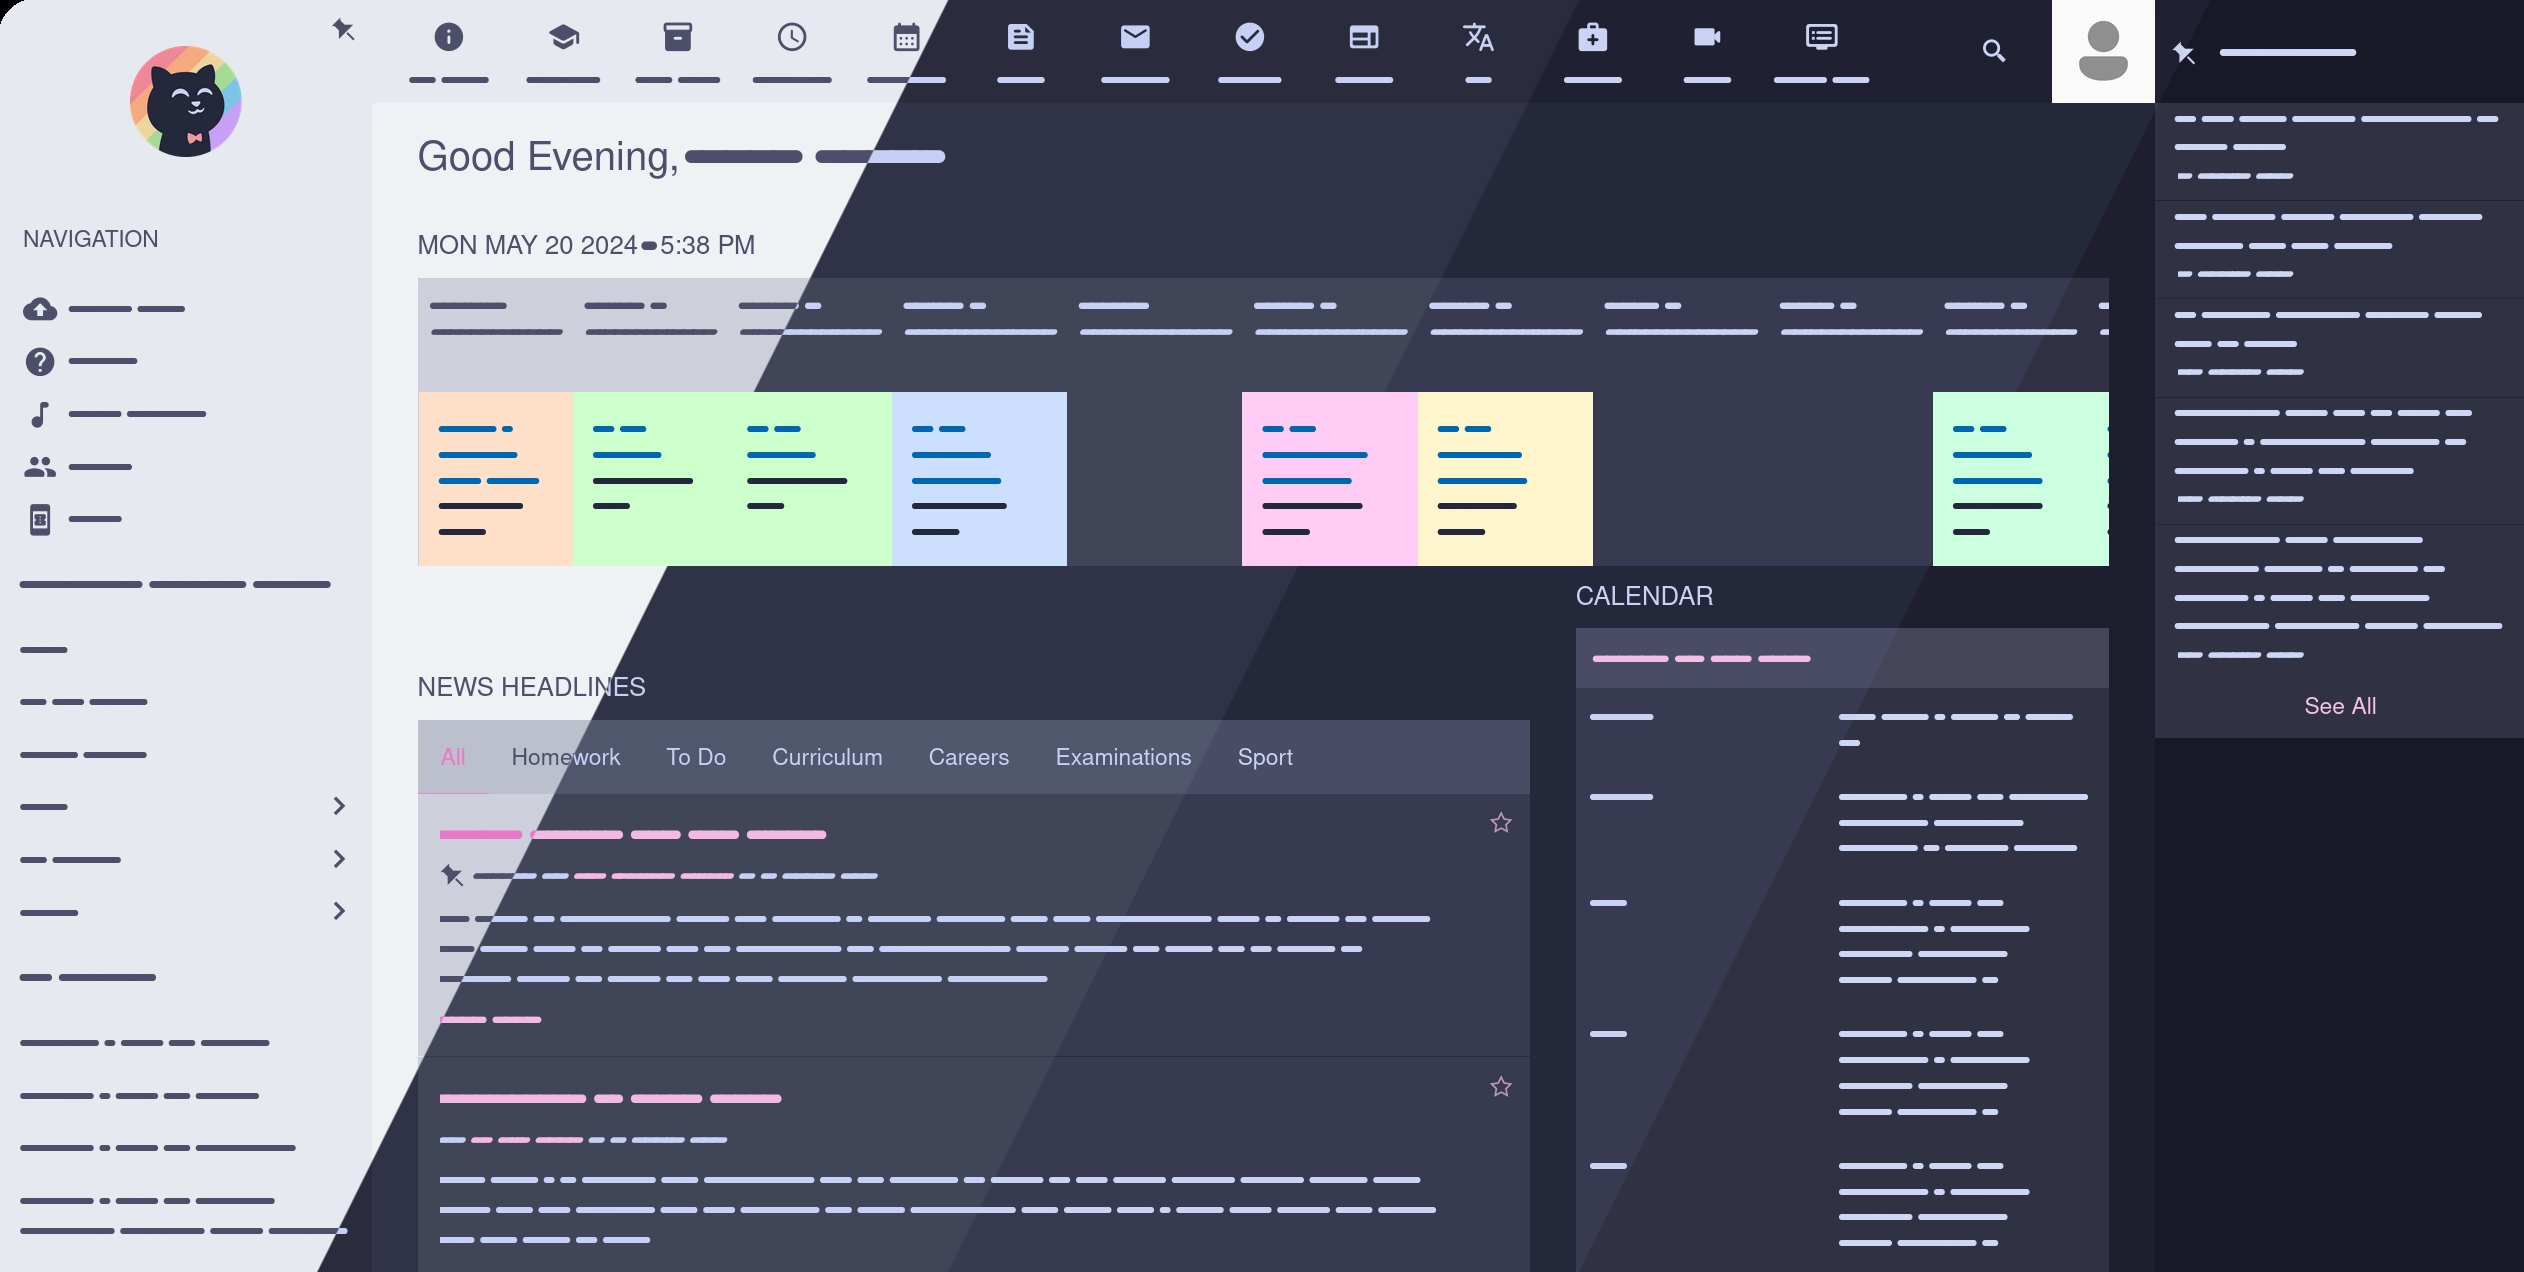 NAVIGATION
Good Evening,
MON MAY 20 2024
5:38 PM
CALENDAR
NEWS HEADLINES
All
Homework
To Do
Curriculum
Careers
Examinations
Sport
See All